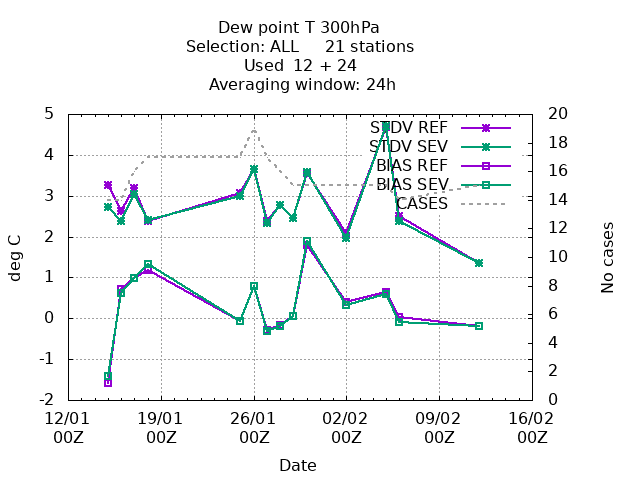 Dew point T 300hPa
Selection: ALL 21 stations
Used 12 + 24
Averaging window: 24h
STDV REF
STDV SEV
BIAS REF
BIAS SEV
CASES
deg C
5
4
3
2
1
0
-1
-2
No cases
20
18
16
14
12
10
8
6
4
2
0
12/01 19/01 26/01 02/02 09/02 16/02
00Z 00Z 00Z 00Z 00Z 00Z
Date